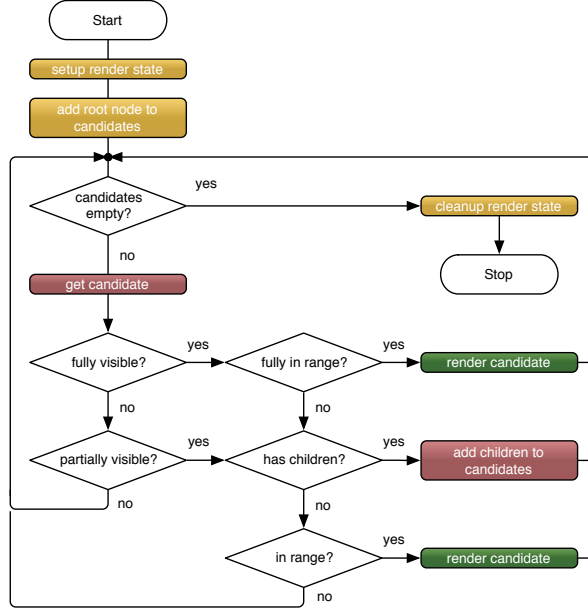 Start
setup render state
add root node to
candidates
candidates
empty?
yes
cleanup render state
no
Stop
get candidate
fully visible?
yes
fully in range?
yes
render candidate
no
no
partially visible?
yes
has children?
yes
add children to
candidates
no
no
in range?
yes
render candidate
no